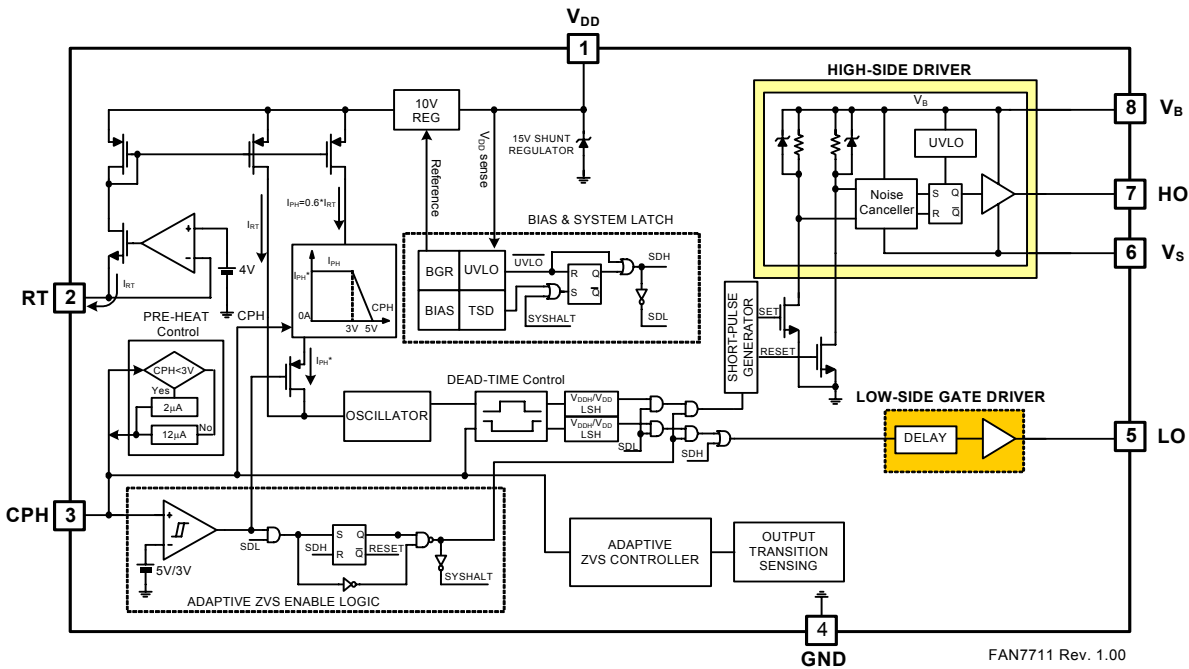 VDD
1
HIGH-SIDE DRIVER
VB
8 VB
10V
REG
VDD sense
15V SHUNT
REGULATOR
Reference
UVLO
Noise
Canceller
S Q
R Q
7 HO
6 VS
IPH=0.6*IRT
IRT
BIAS & SYSTEM LATCH
4V
IRT
RT 2
IPH
IPH*
0A
CPH
3V 5V
BGR UVLO
BIAS TSD
UVLO
R Q
S Q
SYSHALT
SDH
SDL
PRE-HEAT
Control
CPH
CPH<3V
Yes
2μA
12μA
No
IPH*
SHORT-PULSE
GENERATOR
SET
RESET
OSCILLATOR
DEAD-TIME Control
VDDH/VDD
LSH
VDDH/VDD
LSH
SDL
SDH
LOW-SIDE GATE DRIVER
DELAY
5 LO
CPH 3
5V/3V
SDL
SDH
S Q
R Q
RESET
SYSHALT
ADAPTIVE ZVS ENABLE LOGIC
ADAPTIVE
ZVS CONTROLLER
OUTPUT
TRANSITION
SENSING
4
GND
FAN7711 Rev. 1.00